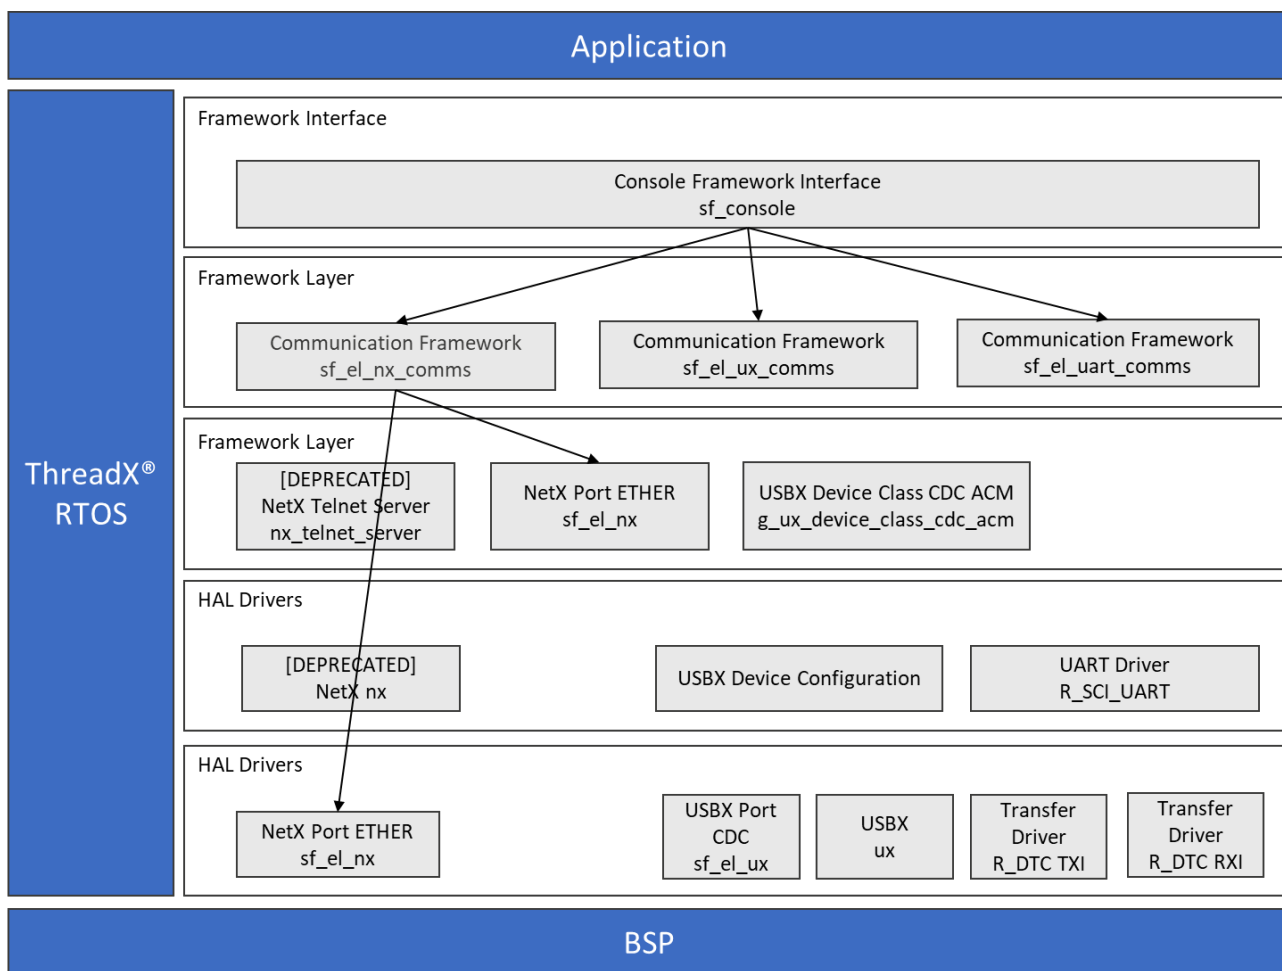 Application
ThreadX®
RTOS
Framework Interface
Console Framework Interface
sf_console
Framework Layer
Communication Framework
sf_el_nx_comms
Communication Framework
sf_el_ux_comms
Communication Framework
sf_el_uart_comms
Framework Layer
[DEPRECATED]
NetX Telnet Server
nx_telnet_server
NetX Port ETHER
sf_el_nx
USBX Device Class CDC ACM
g_ux_device_class_cdc_acm
HAL Drivers
[DEPRECATED]
NetX nx
USBX Device Configuration
UART Driver
R_SCI_UART
HAL Drivers
NetX Port ETHER
sf_el_nx
USBX Port
CDC
sf_el_ux
USBX
ux
Transfer
Driver
R_DTC TXI
Transfer
Driver
R_DTC RXI
BSP